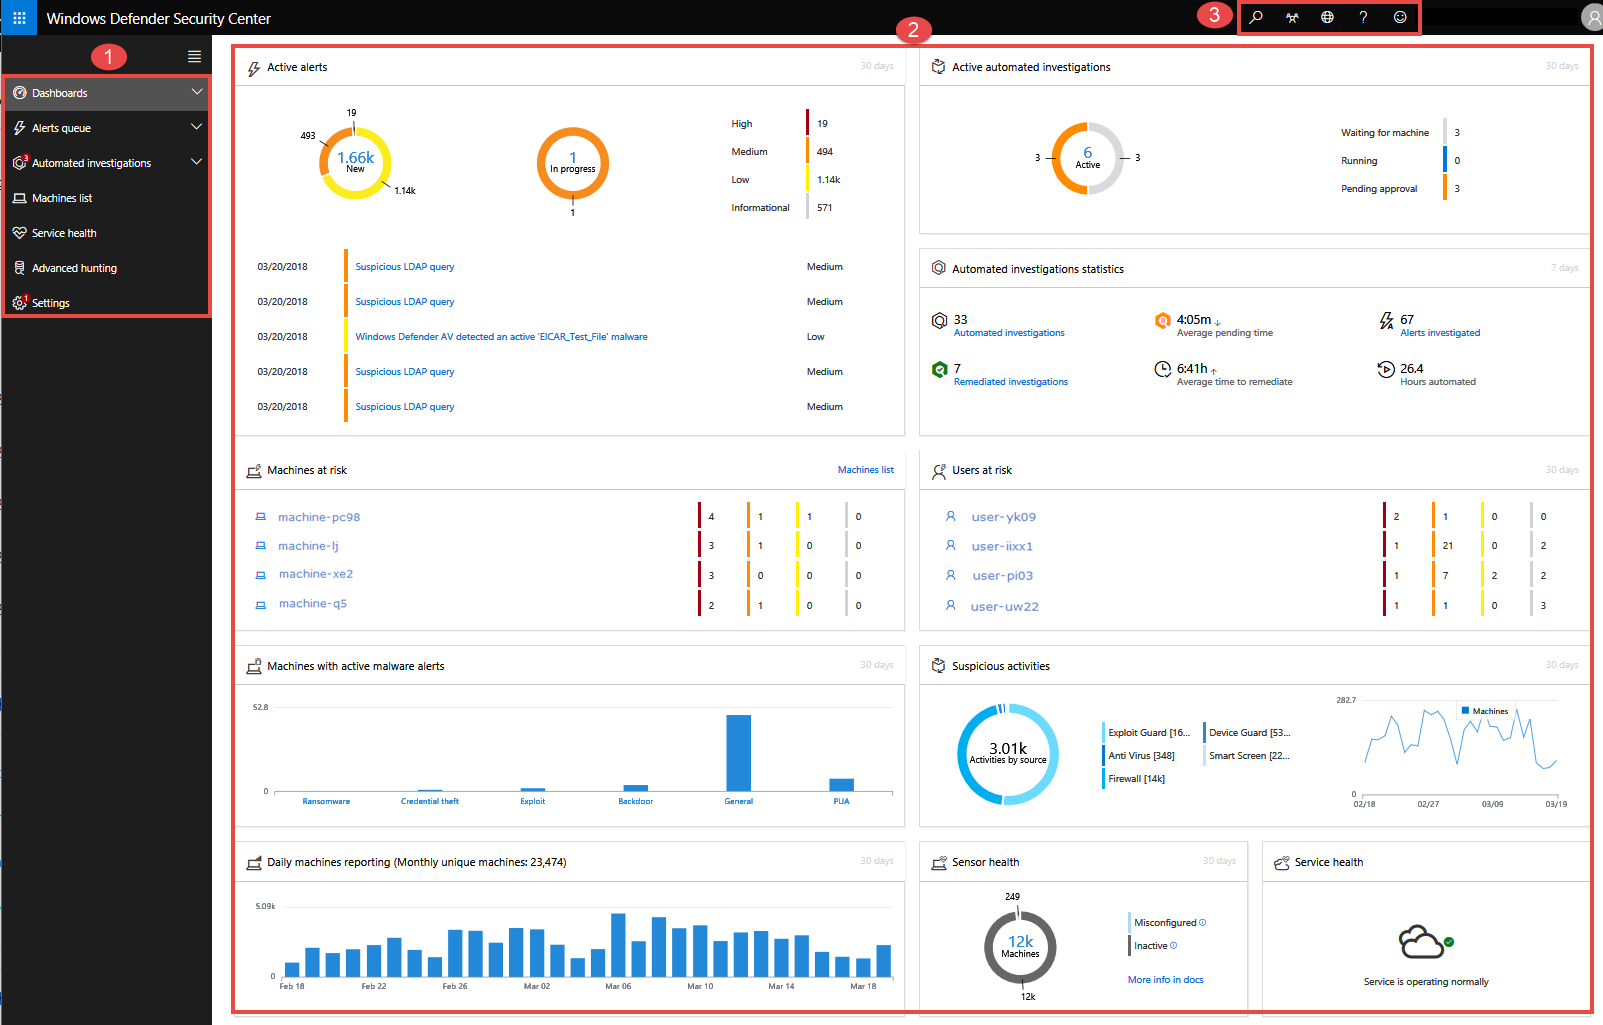 Windows Defender Security Center
3
1
2
Dashboards
Alerts queue
3
Automated investigations
Machines list
Service health
Advanced hunting
1
Settings
Active alerts
30 days
19
493
1.66k
New
1.14k
1
In progress
1
High 19
Medium 494
Low 1.14k
Informational 571
03/20/2018 Suspicious LDAP query Medium
03/20/2018 Suspicious LDAP query Medium
03/20/2018 Windows Defender AV detected an active 'EICAR_Test_File' malware Low
03/20/2018 Suspicious LDAP query Medium
03/20/2018 Suspicious LDAP query Medium
Active automated investigations
30 days
3
6
Active
3
Waiting for machine 3
Running 0
Pending approval 3
Automated investigations statistics
7 days
33
Automated investigations
4:05m ↓
Average pending time
67
Alerts investigated
7
Remediated investigations
6:41h ↑
Average time to remediate
26.4
Hours automated
Machines at risk
Machines list
machine-pc98 4 1 1 0
machine-lj 3 1 0 0
machine-xe2 3 0 0 0
machine-q5 2 1 0 0
Users at risk
30 days
user-yk09 2 1 0 0
user-iixx1 1 21 0 2
user-pi03 1 7 2 2
user-uw22 1 1 0 3
Machines with active malware alerts
30 days
52.8
0
Ransomware Credential theft Exploit Backdoor General PUA
Suspicious activities
30 days
3.01k
Activities by source
Exploit Guard [16... Device Guard [53...
Anti Virus [348] Smart Screen [22...
Firewall [14k]
282.7
Machines
0
02/18 02/27 03/09 03/19
Daily machines reporting (Monthly unique machines: 23,474)
30 days
5.09k
0
Feb 18 Feb 22 Feb 26 Mar 02 Mar 06 Mar 10 Mar 14 Mar 18
Sensor health
30 days
249
12k
Machines
12k
Misconfigured
Inactive
More info in docs
Service health
Service is operating normally